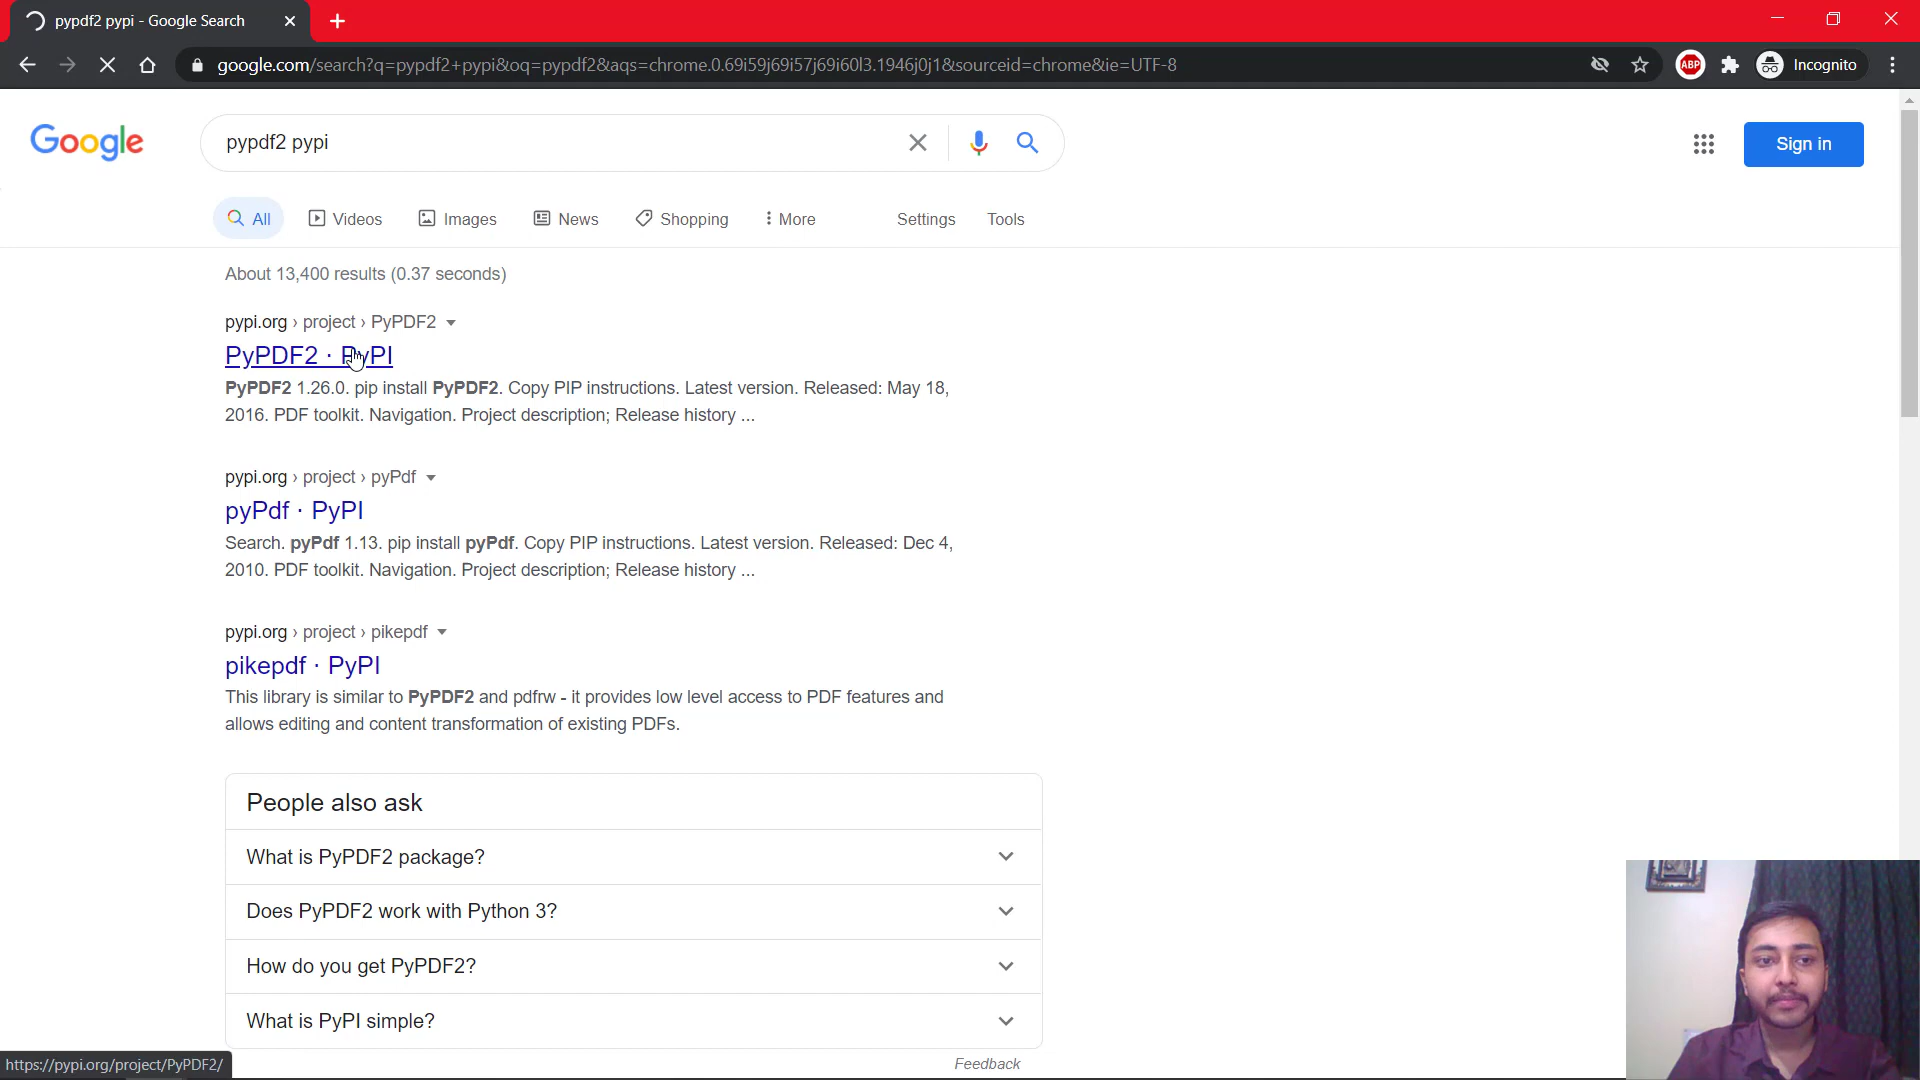 pypdf2 pypi - Google Search
google.com/search?q=pypdf2+pypi&oq=pypdf2&aqs=chrome.0.69i59j69i57j69i60l3.1946j0j1&sourceid=chrome&ie=UTF-8
ABP
Incognito
Google
pypdf2 pypi
Sign in
All
Videos
Images
News
Shopping
More
Settings
Tools
About 13,400 results (0.37 seconds)
pypi.org › project › PyPDF2
PyPDF2 · PyPI
PyPDF2 1.26.0. pip install PyPDF2. Copy PIP instructions. Latest version. Released: May 18,
2016. PDF toolkit. Navigation. Project description; Release history ...
pypi.org › project › pyPdf
pyPdf · PyPI
Search. pyPdf 1.13. pip install pyPdf. Copy PIP instructions. Latest version. Released: Dec 4,
2010. PDF toolkit. Navigation. Project description; Release history ...
pypi.org › project › pikepdf
pikepdf · PyPI
This library is similar to PyPDF2 and pdfrw - it provides low level access to PDF features and
allows editing and content transformation of existing PDFs.
People also ask
What is PyPDF2 package?
Does PyPDF2 work with Python 3?
How do you get PyPDF2?
What is PyPI simple?
Feedback
https://pypi.org/project/PyPDF2/